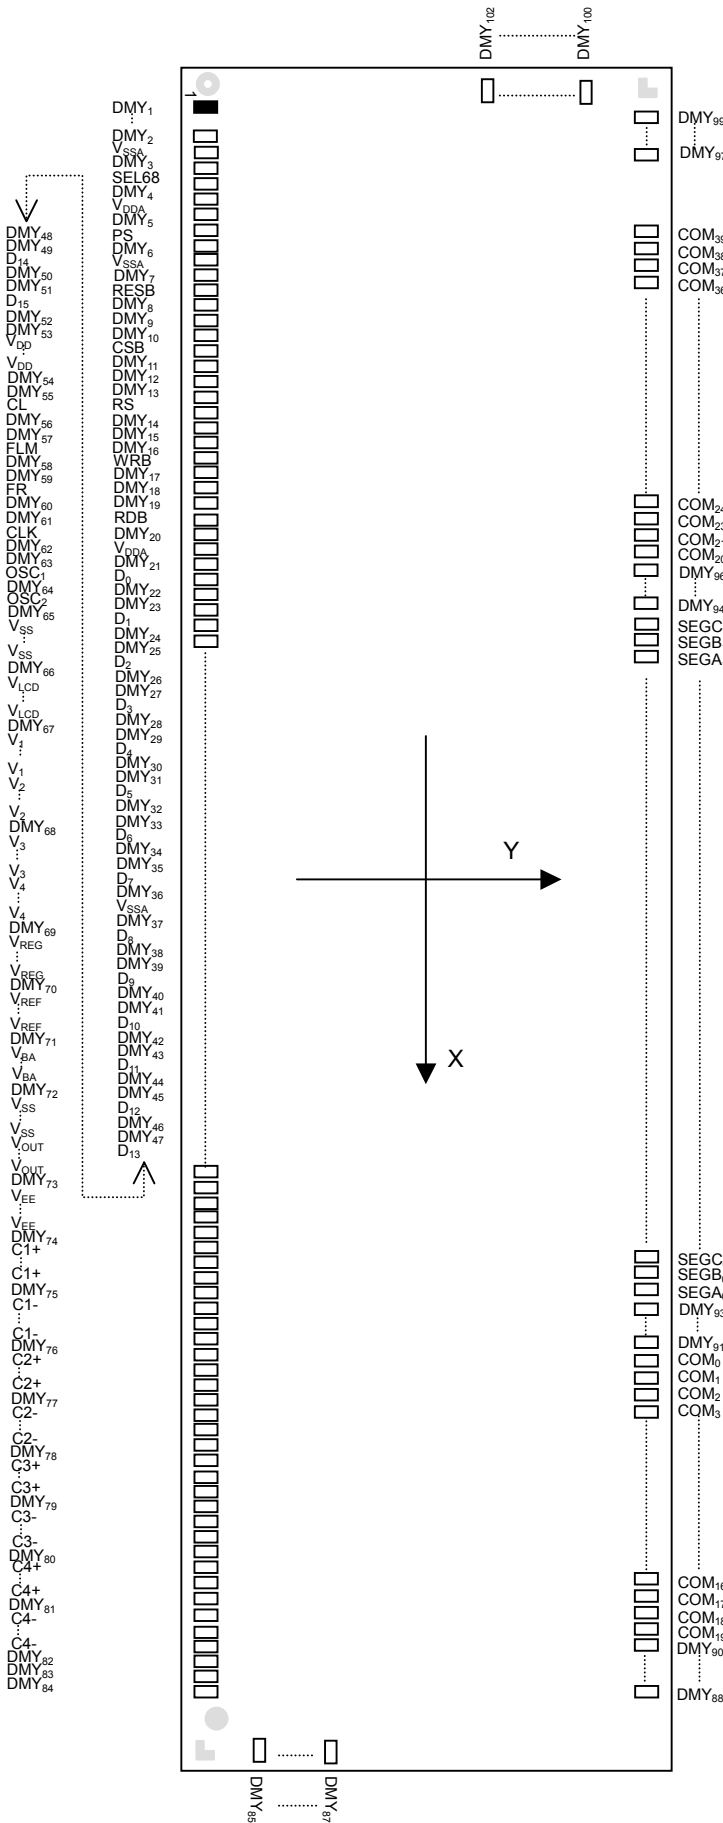 DMY102 DMY100
1
DMY1
DMY2
VSSA
DMY3
SEL68
DMY4
VDDA
DMY5
PS
DMY6
VSSA
DMY7
RESB
DMY8
DMY9
DMY10
CSB
DMY11
DMY12
DMY13
RS
DMY14
DMY15
DMY16
WRB
DMY17
DMY18
DMY19
RDB
DMY20
VDDA
DMY21
D0
DMY22
DMY23
D1
DMY24
DMY25
D2
DMY26
DMY27
D3
DMY28
DMY29
D4
DMY30
DMY31
D5
DMY32
DMY33
D6
DMY34
DMY35
D7
DMY36
VSSA
DMY37
D8
DMY38
DMY39
D9
DMY40
DMY41
D10
DMY42
DMY43
D11
DMY44
DMY45
D12
DMY46
DMY47
D13
DMY48
DMY49
D14
DMY50
DMY51
D15
DMY52
DMY53
VDD
VDD
DMY54
DMY55
CL
DMY56
DMY57
FLM
DMY58
DMY59
FR
DMY60
DMY61
CLK
DMY62
DMY63
OSC1
DMY64
OSC2
DMY65
VSS
VSS
DMY66
VLCD
VLCD
DMY67
V1
V1
V2
V2
DMY68
V3
V3
V4
V4
DMY69
VREG
VREG
DMY70
VREF
VREF
DMY71
VBA
VBA
DMY72
VSS
VSS
VOUT
VOUT
DMY73
VEE
VEE
DMY74
C1+
C1+
DMY75
C1-
C1-
DMY76
C2+
C2+
DMY77
C2-
C2-
DMY78
C3+
C3+
DMY79
C3-
C3-
DMY80
C4+
C4+
DMY81
C4-
C4-
DMY82
DMY83
DMY84
Y
X
DMY85 DMY87
DMY99
DMY97
COM39
COM38
COM37
COM36
COM24
COM23
COM21
COM20
DMY96
DMY94
SEGC
SEGB
SEGA
SEGC
SEGB
SEGA
DMY93
DMY91
COM0
COM1
COM2
COM3
COM16
COM17
COM18
COM19
DMY90
DMY88